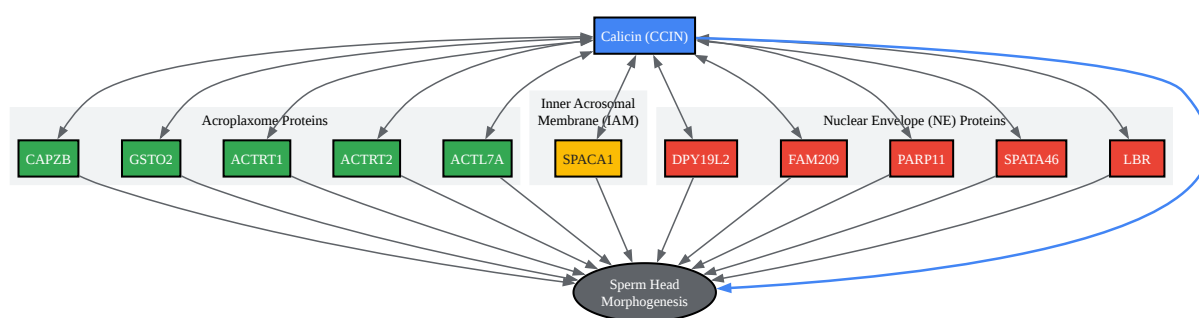 Calicin (CCIN)
Acroplaxome Proteins
Inner Acrosomal
Membrane (IAM)
Nuclear Envelope (NE) Proteins
CAPZB
GSTO2
ACTRT1
ACTRT2
ACTL7A
SPACA1
DPY19L2
FAM209
PARP11
SPATA46
LBR
Sperm Head
Morphogenesis